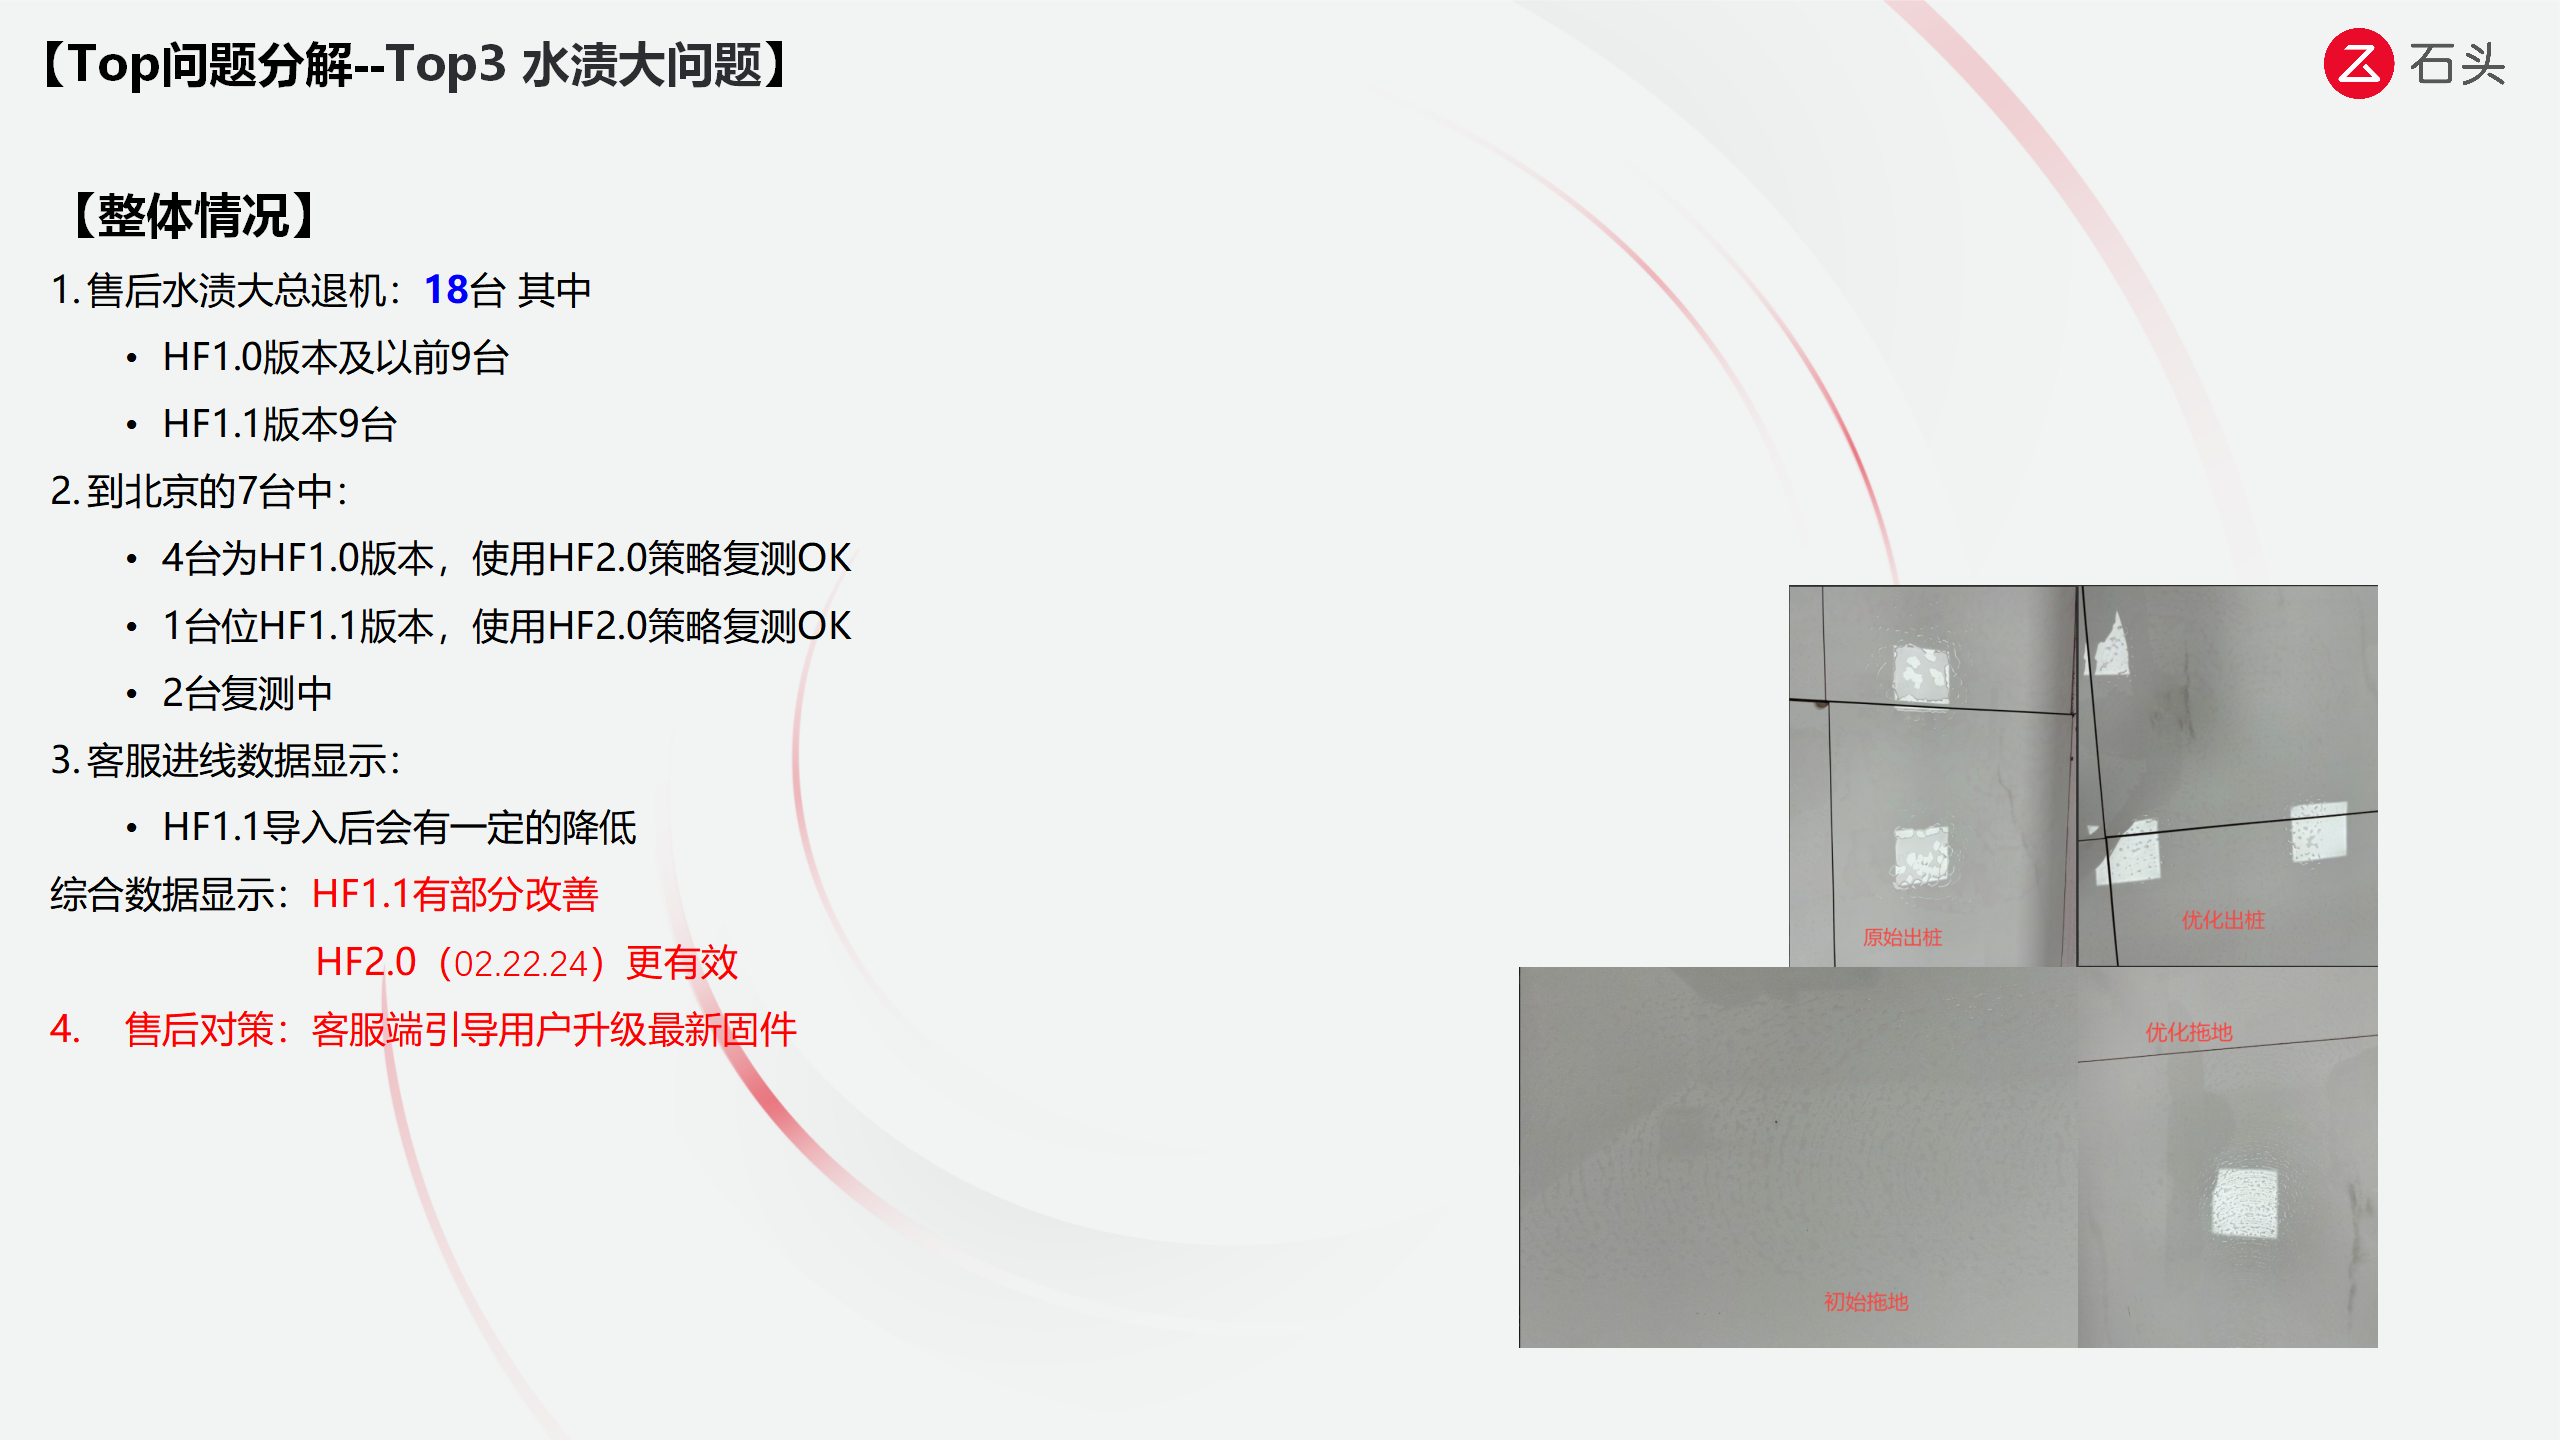 【Top问题分解--Top3 水渍大问题】
石头
【整体情况】
1. 售后水渍大总退机：18台 其中
• HF1.0版本及以前9台
• HF1.1版本9台
2. 到北京的7台中：
• 4台为HF1.0版本，使用HF2.0策略复测OK
• 1台位HF1.1版本，使用HF2.0策略复测OK
• 2台复测中
3. 客服进线数据显示：
• HF1.1导入后会有一定的降低
综合数据显示：HF1.1有部分改善
HF2.0（02.22.24）更有效
4. 售后对策：客服端引导用户升级最新固件
原始出桩
优化出桩
优化拖地
初始拖地